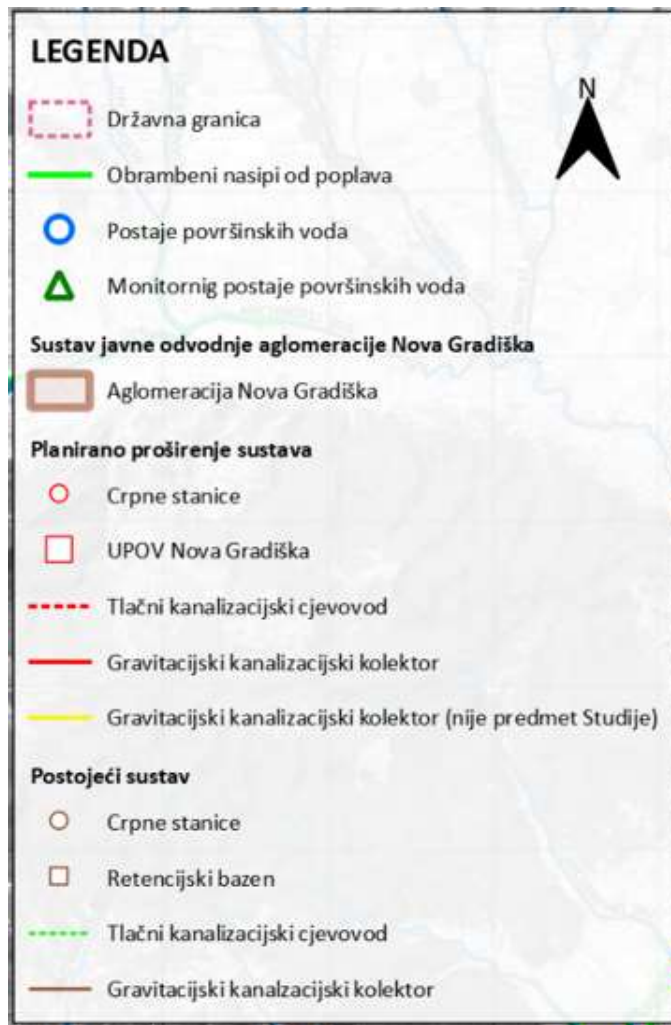 LEGENDA
N
Državna granica
Obrambeni nasipi od poplava
Postaje površinskih voda
Monitornig postaje površinskih voda
Sustav javne odvodnje aglomeracije Nova Gradiška
Aglomeracija Nova Gradiška
Planirano proširenje sustava
Crpne stanice
UPOV Nova Gradiška
Tlačni kanalizacijski cjevovod
Gravitacijski kanalizacijski kolektor
Gravitacijski kanalizacijski kolektor (nije predmet Studije)
Postojeći sustav
Crpne stanice
Retencijski bazen
Tlačni kanalizacijski cjevovod
Gravitacijski kanalzacijski kolektor